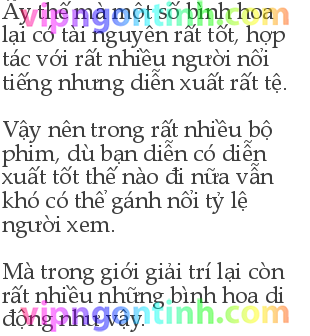 Ấy thế mà một số bình hoa
lại có tài nguyên rất tốt, hợp
tác với rất nhiều người nổi
tiếng nhưng diễn xuất rất tệ.
Vậy nên trong rất nhiều bộ
phim, dù bạn diễn có diễn
xuất tốt thế nào đi nữa vẫn
khó có thể gánh nổi tỷ lệ
người xem.
Mà trong giới giải trí lại còn
rất nhiều những bình hoa di
động như vậy.
vipngontinh.com
vipngontinh.com